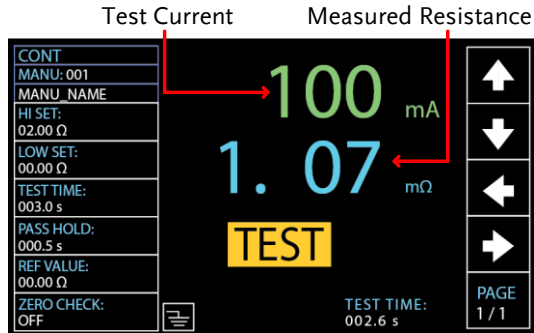 Test Current
Measured Resistance
CONT
MANU: 001
MANU_NAME
HI SET:
02.00 Ω
LOW SET:
00.00 Ω
TEST TIME:
003.0 s
PASS HOLD:
000.5 s
REF VALUE:
00.00 Ω
ZERO CHECK:
OFF
100 mA
1. 07 mΩ
TEST
TEST TIME:
002.6 s
PAGE
1 / 1